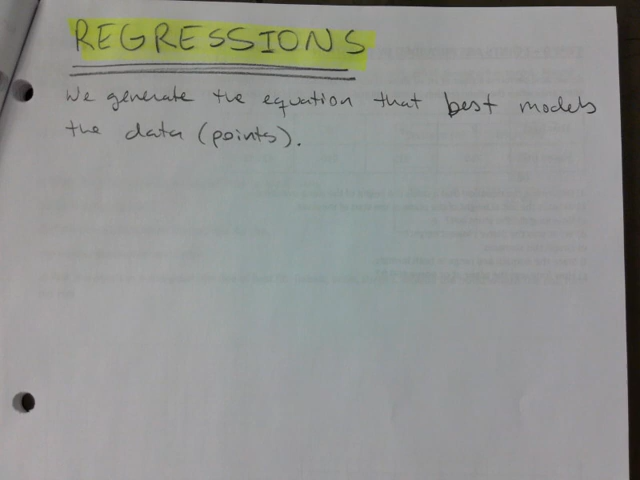 REGRESSIONS
We generate the equation that best models
the data (points).